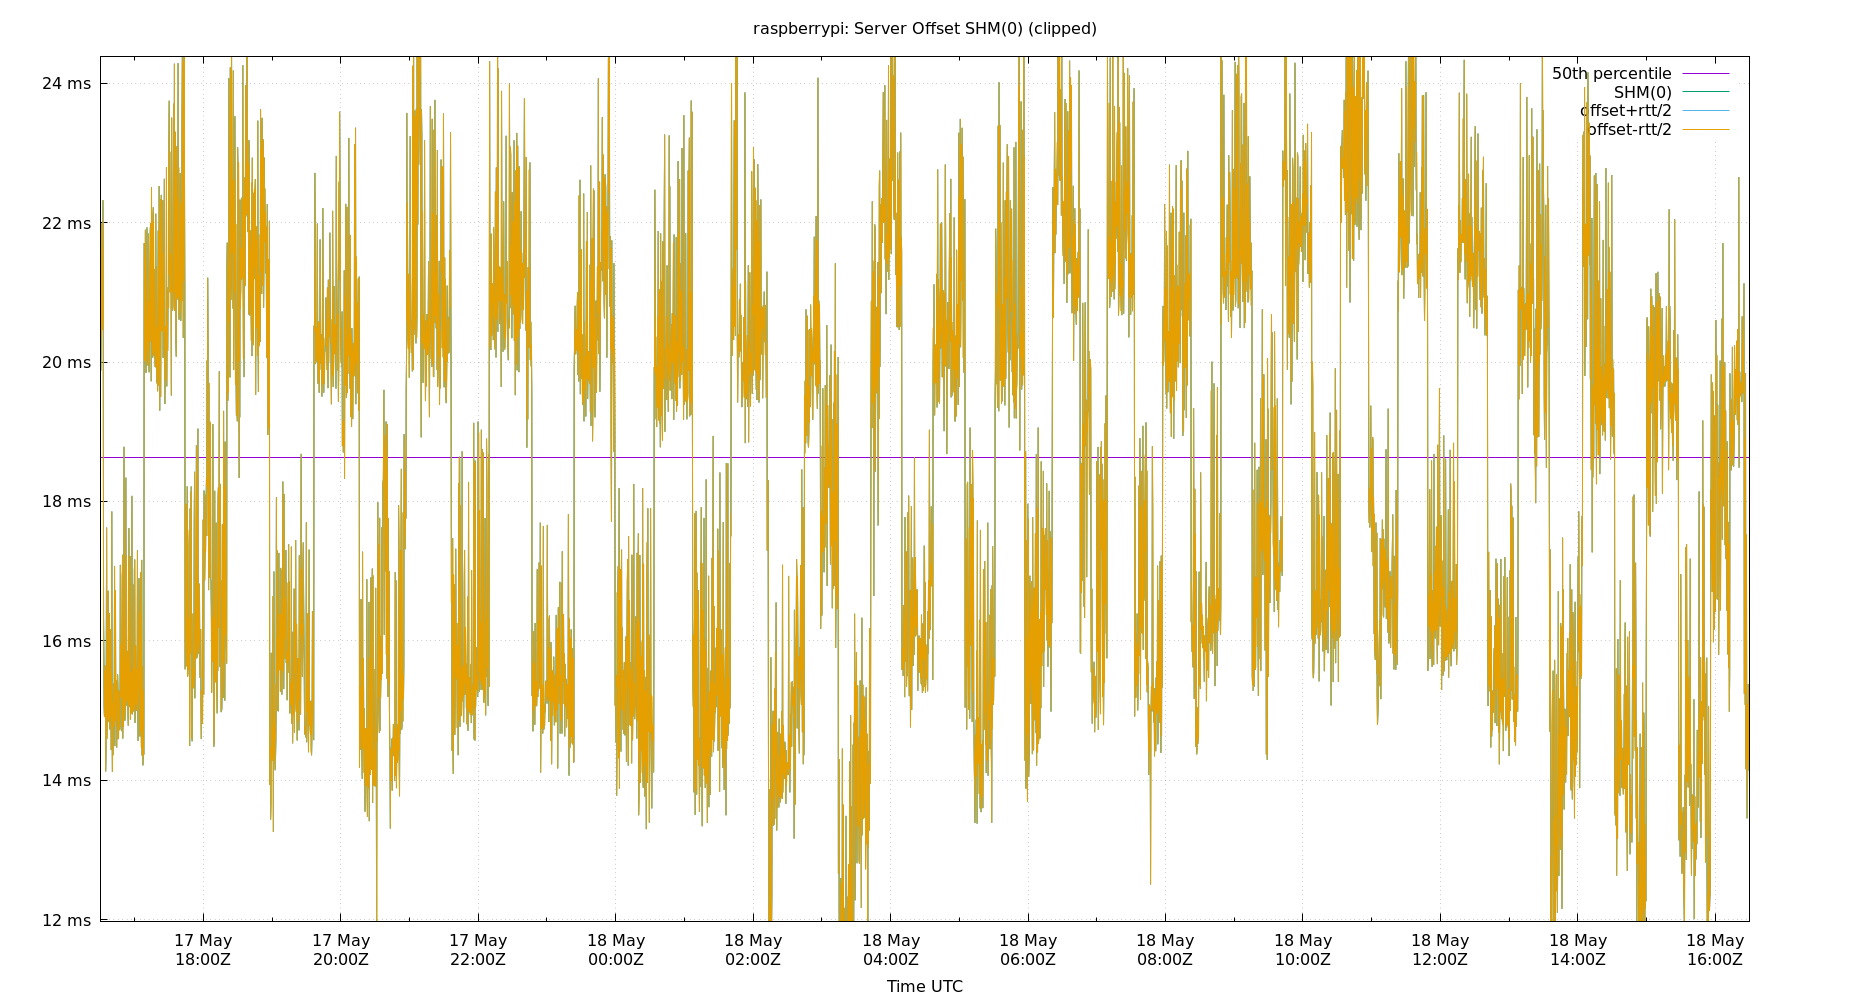 raspberrypi: Server Offset SHM(0) (clipped)
24 ms
22 ms
20 ms
18 ms
16 ms
14 ms
12 ms
50th percentile
SHM(0)
offset+rtt/2
offset-rtt/2
17 May 17 May 17 May 18 May 18 May 18 May 18 May 18 May 18 May 18 May 18 May 18 May
18:00Z 20:00Z 22:00Z 00:00Z 02:00Z 04:00Z 06:00Z 08:00Z 10:00Z 12:00Z 14:00Z 16:00Z
Time UTC